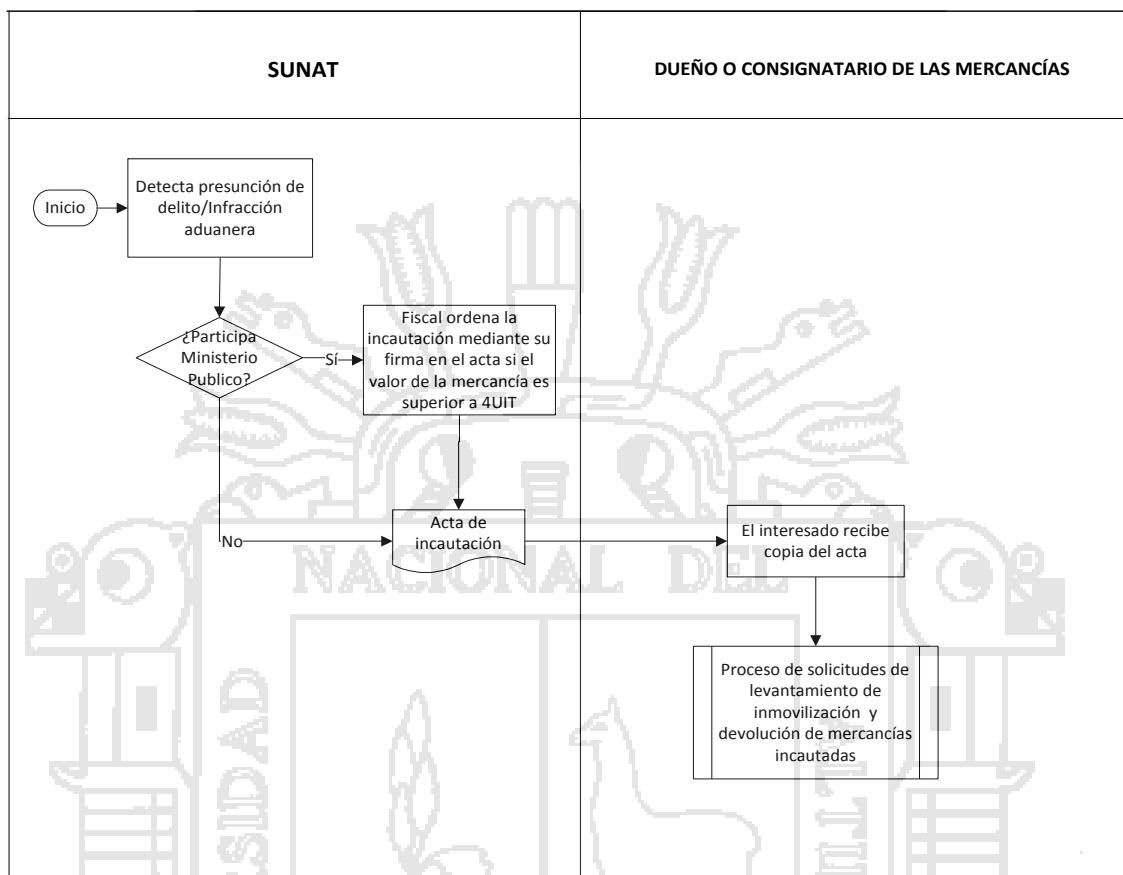 SUNAT
DUEÑO O CONSIGNATARIO DE LAS MERCANCÍAS
Inicio
Detecta presunción de
delito/Infracción
aduanera
¿Participa
Ministerio
Publico?
Sí
Fiscal ordena la
incautación mediante su
firma en el acta si el
valor de la mercancía es
superior a 4UIT
No
Acta de
incautación
El interesado recibe
copia del acta
Proceso de solicitudes de
levantamiento de
inmovilización y
devolución de mercancías
incautadas
NACIONAL DEL
SIDAD